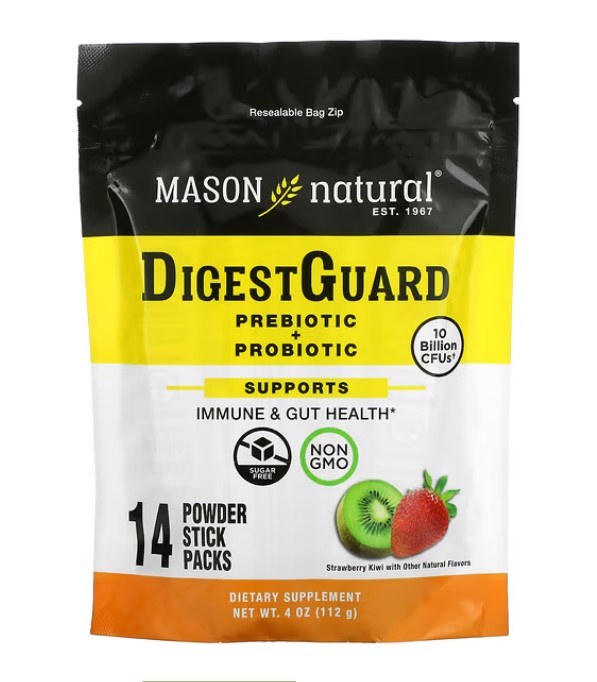 Resealable Bag Zip
MASON natural®
EST. 1967
DIGESTGUARD
PREBIOTIC
+
PROBIOTIC
10
Billion
CFUs†
SUPPORTS
IMMUNE & GUT HEALTH*
SUGAR
FREE
NON
GMO
14
POWDER
STICK
PACKS
Strawberry Kiwi with Other Natural Flavors
DIETARY SUPPLEMENT
NET WT. 4 OZ (112 g)